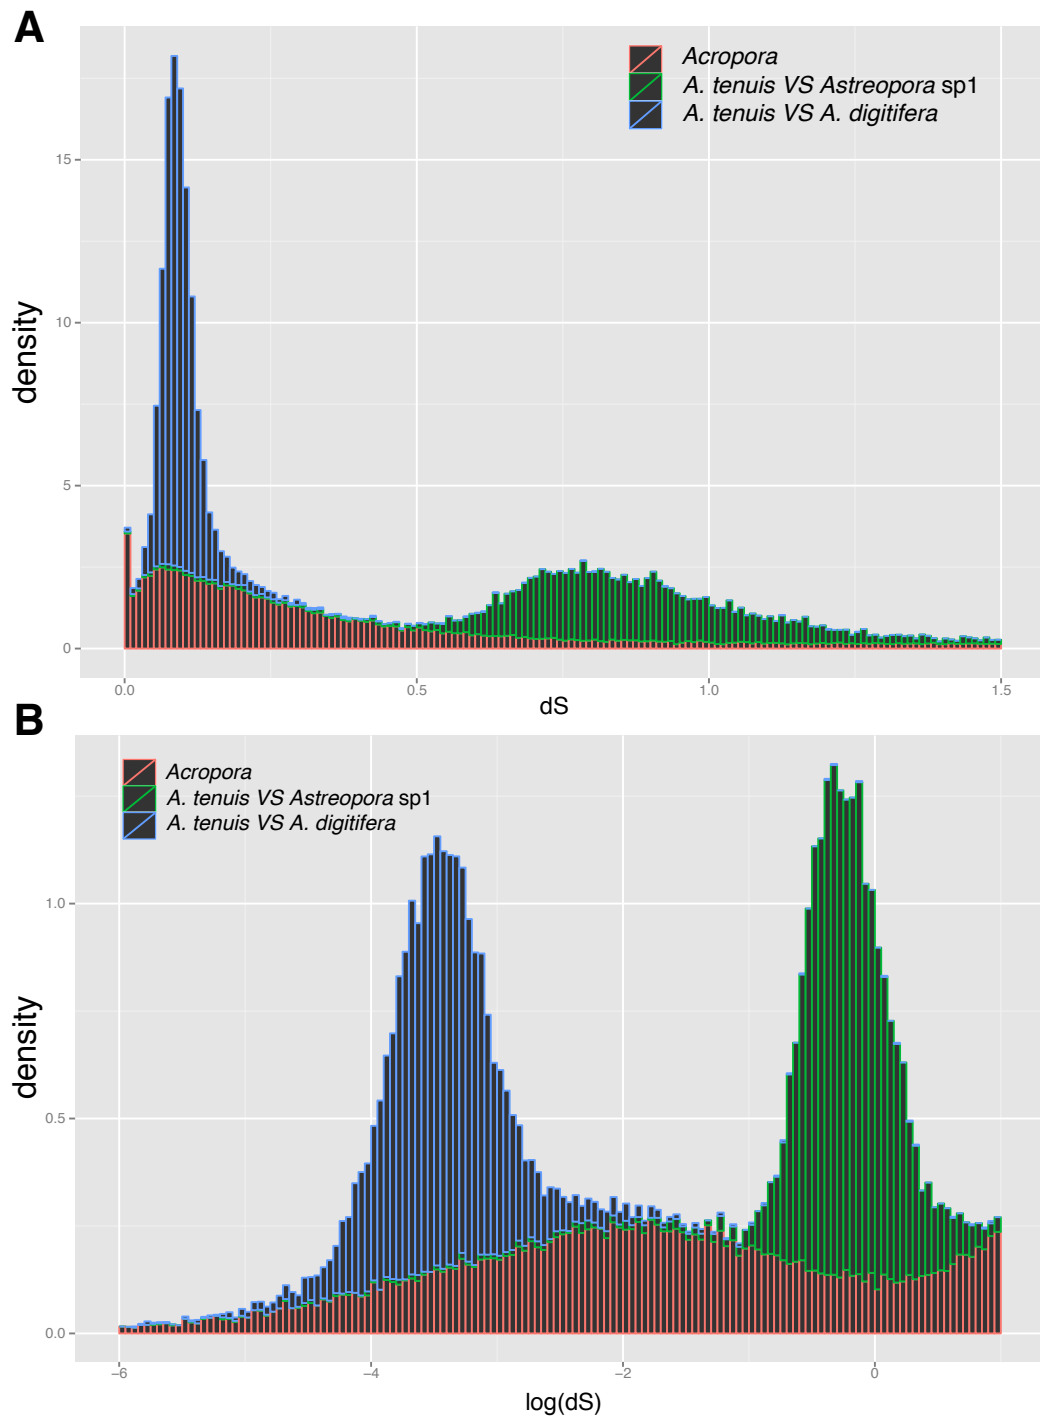 A
Acropora
A. tenuis VS Astreopora sp1
A. tenuis VS A. digitifera
15
10
5
0
density
0.0 0.5 1.0 1.5
dS
B
Acropora
A. tenuis VS Astreopora sp1
A. tenuis VS A. digitifera
1.0
0.5
0.0
density
−6 −4 −2 0
log(dS)